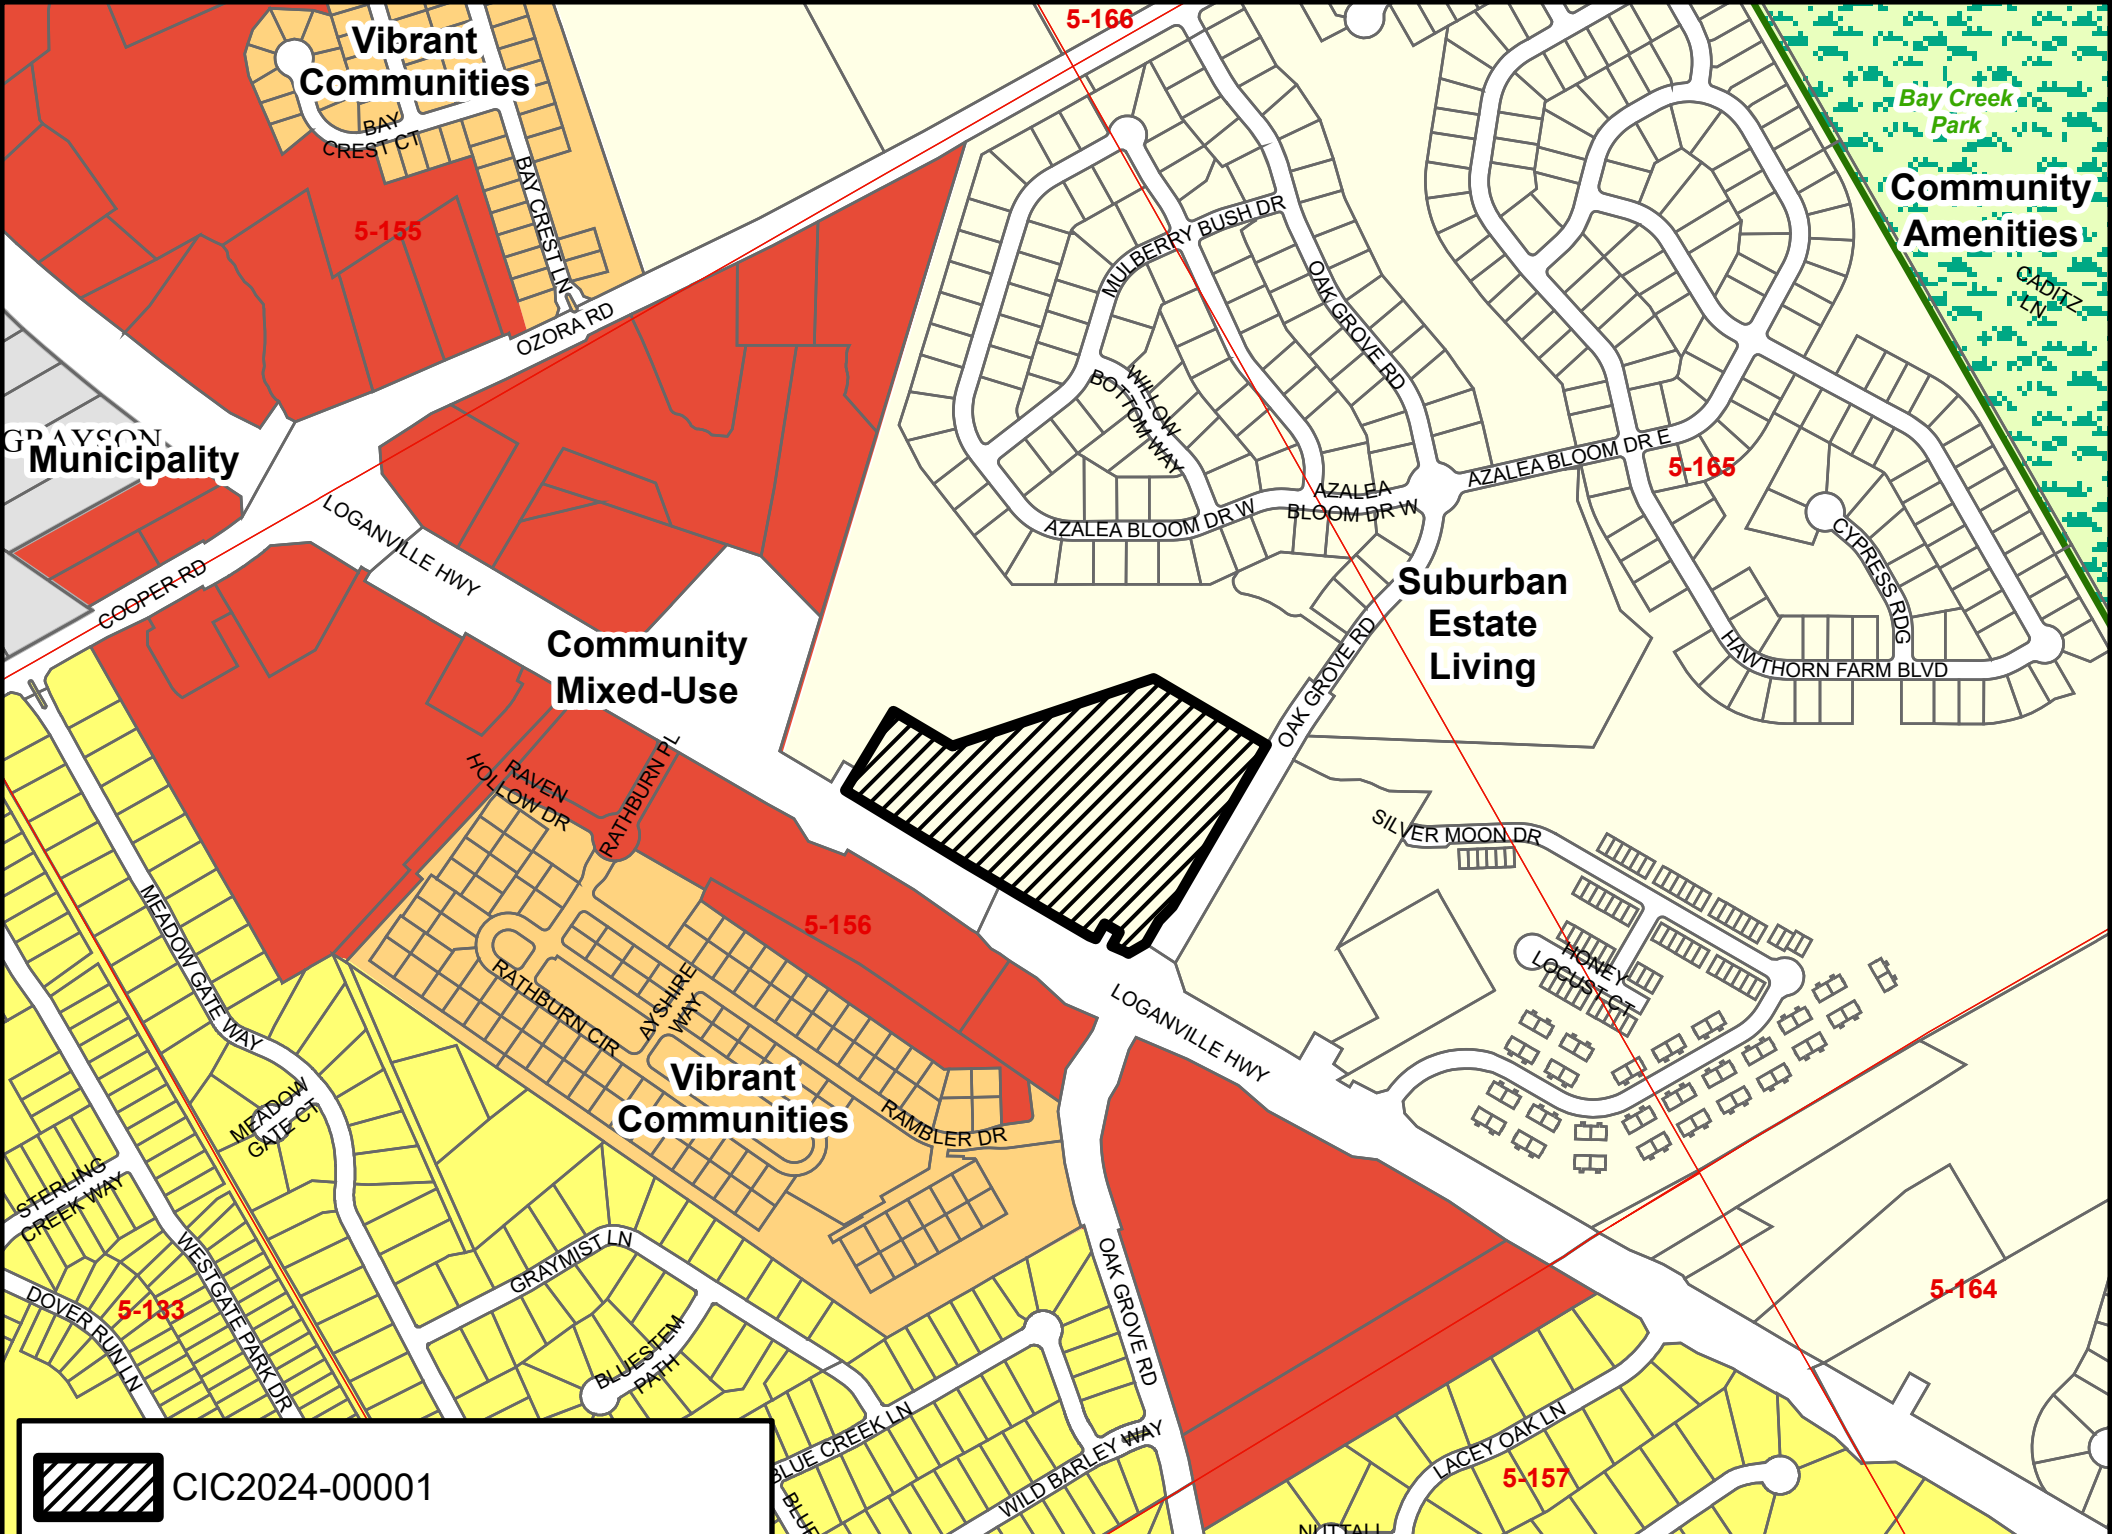 5-166
Vibrant
Communities
BAY
CREST CT
BAY CREST LN
5-155
OZORA RD
Bay Creek
Park
Community
Amenities
CADITZ
LN
MULBERRY BUSH DR
OAK GROVE RD
WILLOW
BOTTOM WAY
AZALEA BLOOM DR W
AZALEA
BLOOM DR W
AZALEA BLOOM DR E
5-165
CYPRESS RDG
HAWTHORN FARM BLVD
GRAYSON
Municipality
LOGANVILLE HWY
COOPER RD
Community
Mixed-Use
Suburban
Estate
Living
OAK GROVE RD
RAVEN
HOLLOW DR
RATHBURN PL
SILVER MOON DR
5-156
HONEY
LOCUST CT
MEADOW GATE WAY
RATHBURN CIR
AYSHIRE
WAY
LOGANVILLE HWY
Vibrant
Communities
RAMBLER DR
MEADOW
GATE CT
STERLING
CREEK WAY
WESTGATE PARK DR
GRAYMIST LN
OAK GROVE RD
5-164
5-133
DOVER RUN LN
BLUESTEM
PATH
BLUE CREEK LN
WILD BARLEY WAY
LACEY OAK LN
5-157
NUTTALL
CIC2024-00001